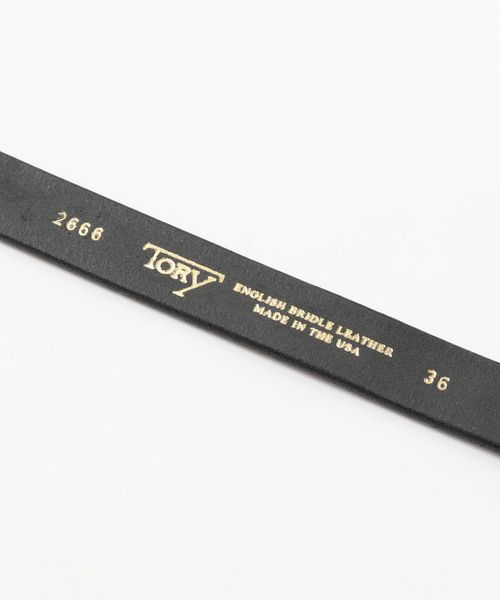 2666
TORY
ENGLISH BRIDLE LEATHER
MADE IN THE USA
36